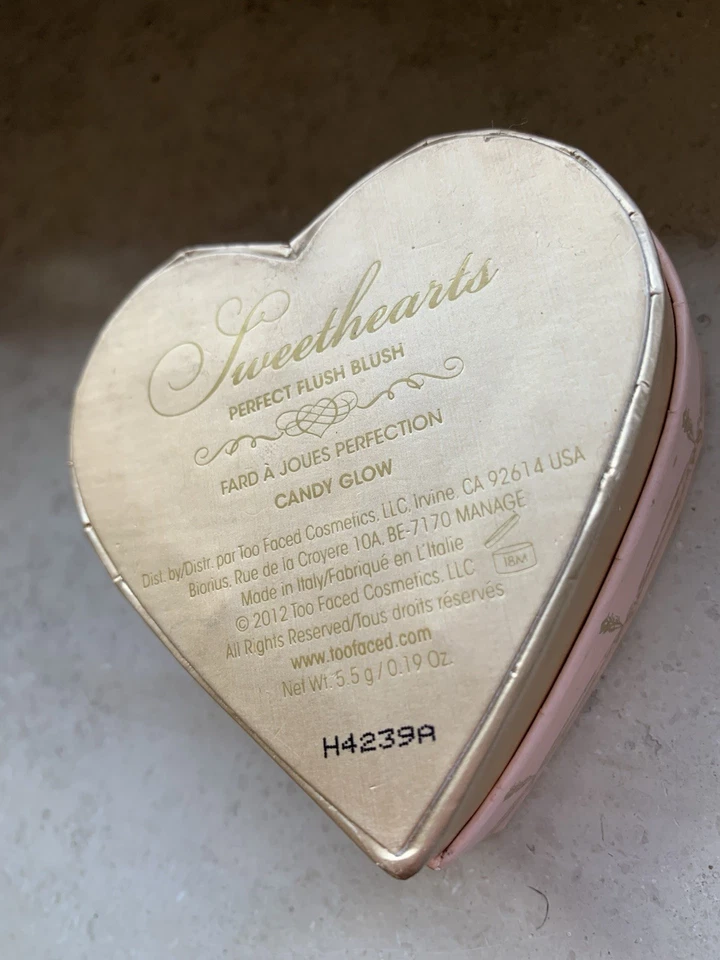 Sweethearts
PERFECT FLUSH BLUSH
FARD À JOUES PERFECTION
CANDY GLOW
Dist. by/Distr. par Too Faced Cosmetics, LLC, Irvine, CA 92614 USA
Biorius, Rue de la Croyere 10A, BE-7170 MANAGE
Made in Italy/Fabriqué en L'Italie
© 2012 Too Faced Cosmetics, LLC
All Rights Reserved/Tous droits réservés
www.toofaced.com
Net Wt. 5.5 g / 0.19 Oz.
18M
H4239A